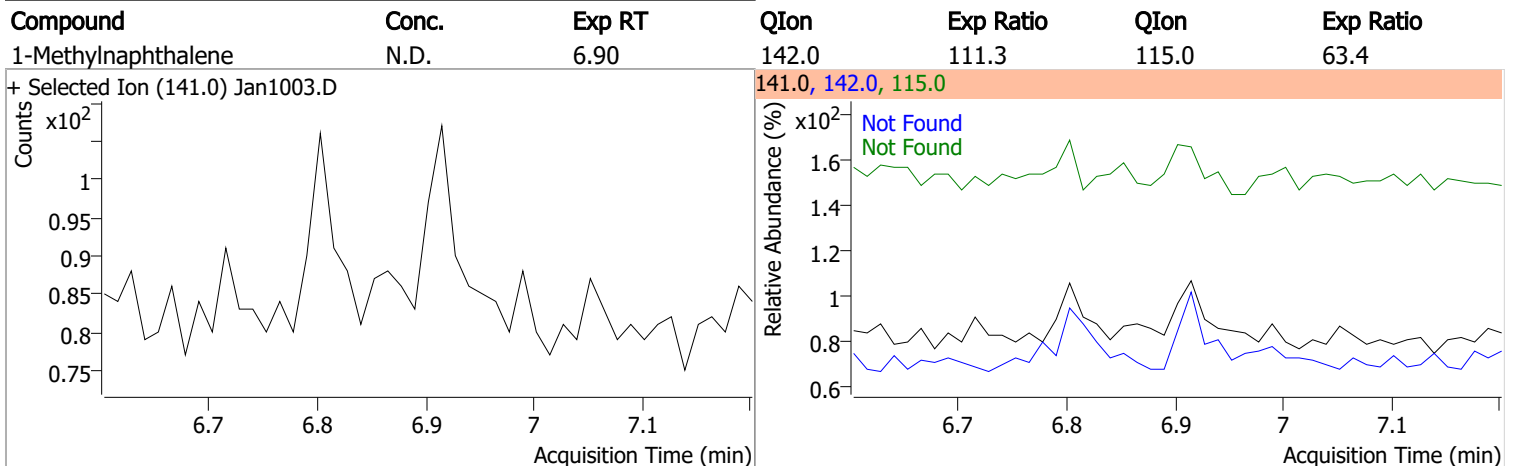 Compound Conc. Exp RT QIon Exp Ratio QIon Exp Ratio
1-Methylnaphthalene N.D. 6.90 142.0 111.3 115.0 63.4
+ Selected Ion (141.0) Jan1003.D
Counts
x10²
1
0.95
0.9
0.85
0.8
0.75
6.7 6.8 6.9 7 7.1
Acquisition Time (min)
141.0, 142.0, 115.0
Relative Abundance (%)
x10²
Not Found
Not Found
1.6
1.4
1.2
1
0.8
0.6
6.7 6.8 6.9 7 7.1
Acquisition Time (min)